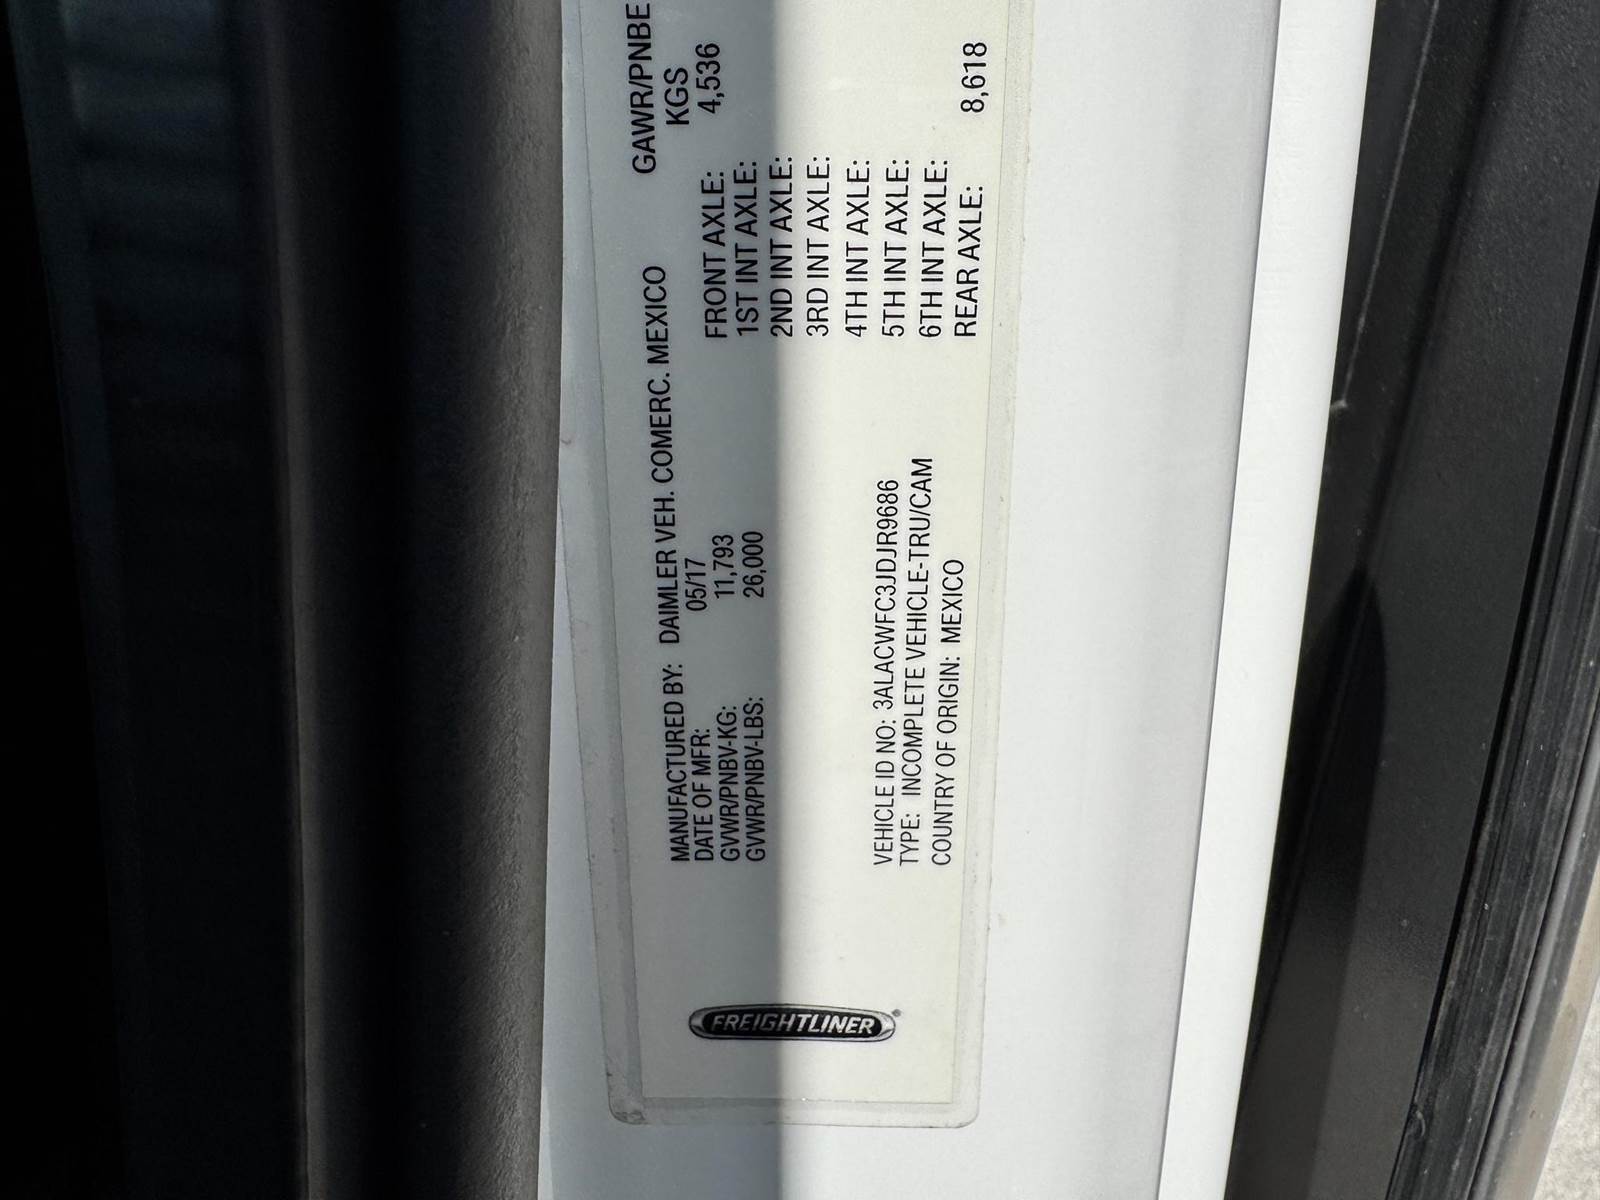 FREIGHTLINER®
MANUFACTURED BY: DAIMLER VEH. COMERC. MEXICO
DATE OF MFR: 05/17
GVWR/PNBV-KG: 11,793
GVWR/PNBV-LBS: 26,000
VEHICLE ID NO: 3ALACWFC3JDJR9686
TYPE: INCOMPLETE VEHICLE-TRU/CAM
COUNTRY OF ORIGIN: MEXICO
GAWR/PNBE
KGS
FRONT AXLE: 4,536
1ST INT AXLE:
2ND INT AXLE:
3RD INT AXLE:
4TH INT AXLE:
5TH INT AXLE:
6TH INT AXLE:
REAR AXLE: 8,618